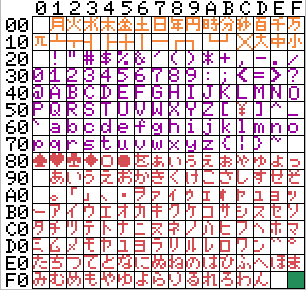 0 1 2 3 4 5 6 7 8 9 A B C D E F
00 月 火 水 木 金 土 日 年 円 時 分 秒 百 千 万
10 π ┴ ┬ ┤ ├ ┼ │ ─ ┌ ┐ └ ┘ ╳ 大 中 小
20 ! " # $ % & ' ( ) * + , - . /
30 0 1 2 3 4 5 6 7 8 9 : ; < = > ?
40 @ A B C D E F G H I J K L M N O
50 P Q R S T U V W X Y Z [ ¥ ] ^ _
60 ` a b c d e f g h i j k l m n o
70 p q r s t u v w x y z { | } ~
80 ♠ ♥ ♣ ♦ ○ ● を ぁ ぃ ぅ ぇ ぉ ゃ ゅ ょ っ
90 あ い う え お か き く け こ さ し す せ そ
A0 。 「 」 、 ・ ヲ ァ ィ ゥ ェ ォ ャ ュ ョ ッ
B0 ー ア イ ウ エ オ カ キ ク ケ コ サ シ ス セ ソ
C0 タ チ ツ テ ト ナ ニ ヌ ネ ノ ハ ヒ フ ヘ ホ マ
D0 ミ ム メ モ ヤ ユ ヨ ラ リ ル レ ロ ワ ン ゛ ゜
E0 た ち つ て と な に ぬ ね の は ひ ふ へ ほ ま
F0 み む め も や ゆ よ ら り る れ ろ わ ん